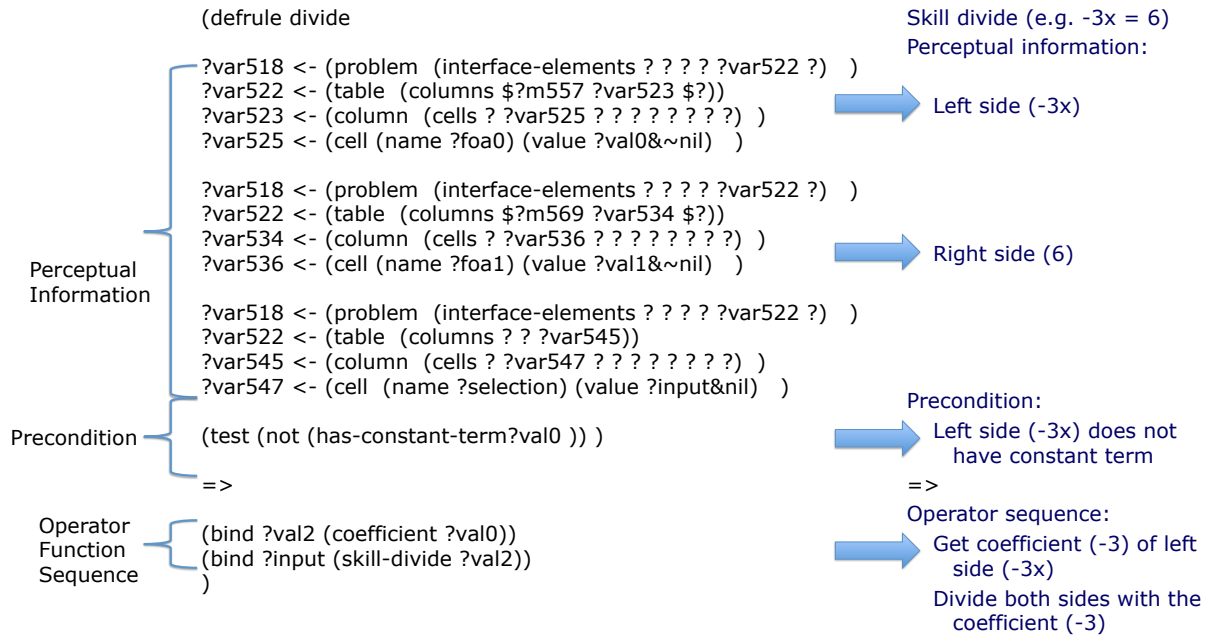 (defrule divide
?var518 <- (problem (interface-elements ? ? ? ? ?var522 ?) )
?var522 <- (table (columns $?m557 ?var523 $?))
?var523 <- (column (cells ? ?var525 ? ? ? ? ? ? ? ?) )
?var525 <- (cell (name ?foa0) (value ?val0&~nil) )
?var518 <- (problem (interface-elements ? ? ? ? ?var522 ?) )
?var522 <- (table (columns $?m569 ?var534 $?))
?var534 <- (column (cells ? ?var536 ? ? ? ? ? ? ? ?) )
?var536 <- (cell (name ?foa1) (value ?val1&~nil) )
?var518 <- (problem (interface-elements ? ? ? ? ?var522 ?) )
?var522 <- (table (columns ? ? ?var545))
?var545 <- (column (cells ? ?var547 ? ? ? ? ? ? ? ?) )
?var547 <- (cell (name ?selection) (value ?input&nil) )
(test (not (has-constant-term?val0 )) )
=>
(bind ?val2 (coefficient ?val0))
(bind ?input (skill-divide ?val2))
)
Perceptual
Information
Precondition
Operator
Function
Sequence
Skill divide (e.g. -3x = 6)
Perceptual information:
Left side (-3x)
Right side (6)
Precondition:
Left side (-3x) does not
have constant term
=>
Operator sequence:
Get coefficient (-3) of left
side (-3x)
Divide both sides with the
coefficient (-3)